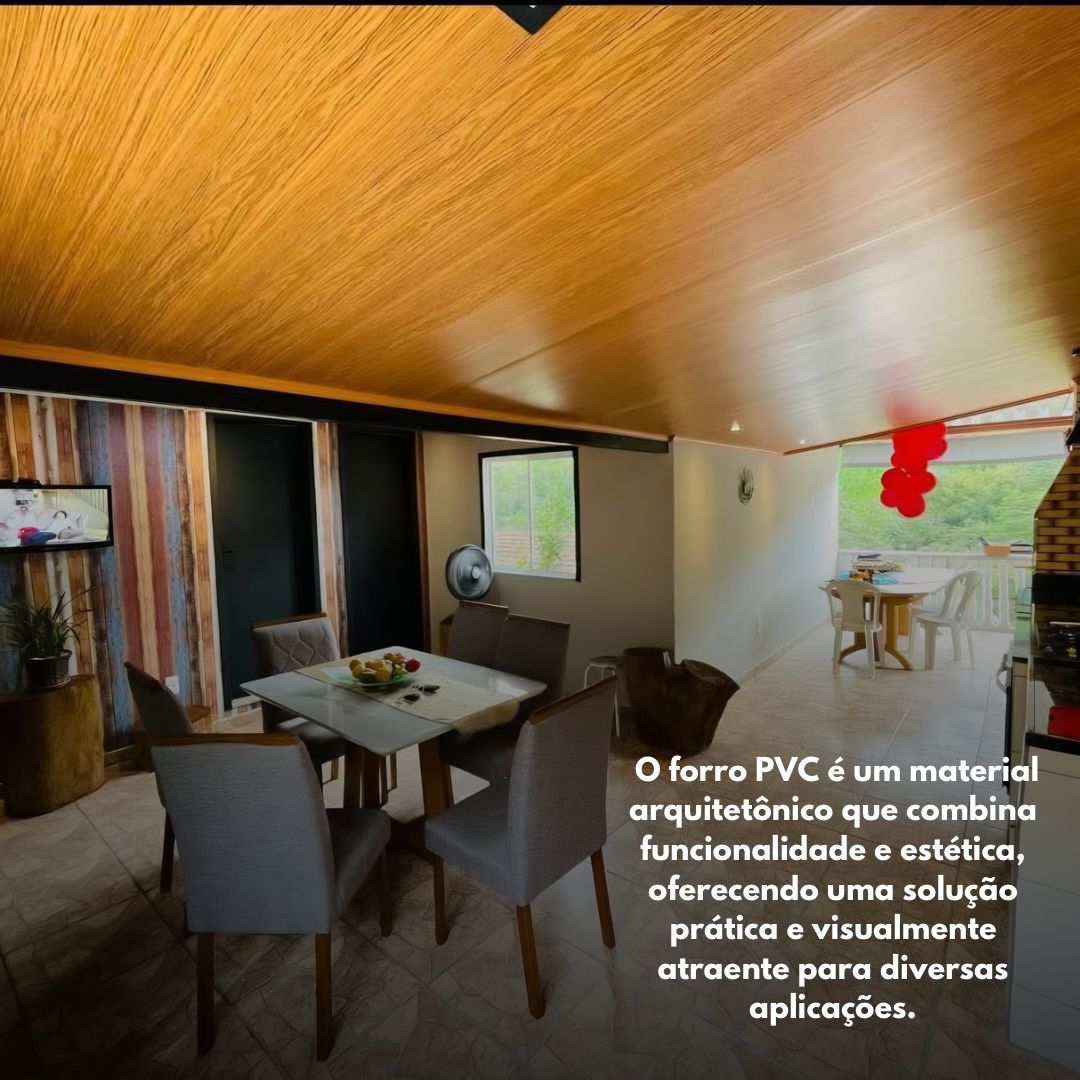 O forro PVC é um material
arquitetônico que combina
funcionalidade e estética,
oferecendo uma solução
prática e visualmente
atraente para diversas
aplicações.